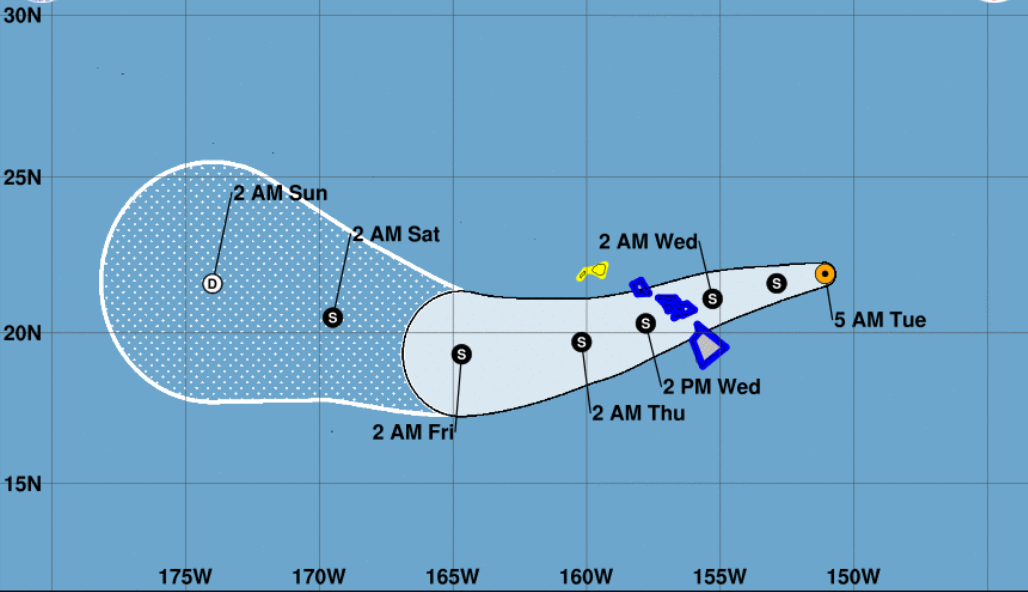 30N
25N
2 AM Sun
2 AM Sat
2 AM Wed
D
S
S
S
S
S
S
20N
5 AM Tue
2 PM Wed
2 AM Thu
2 AM Fri
15N
175W 170W 165W 160W 155W 150W